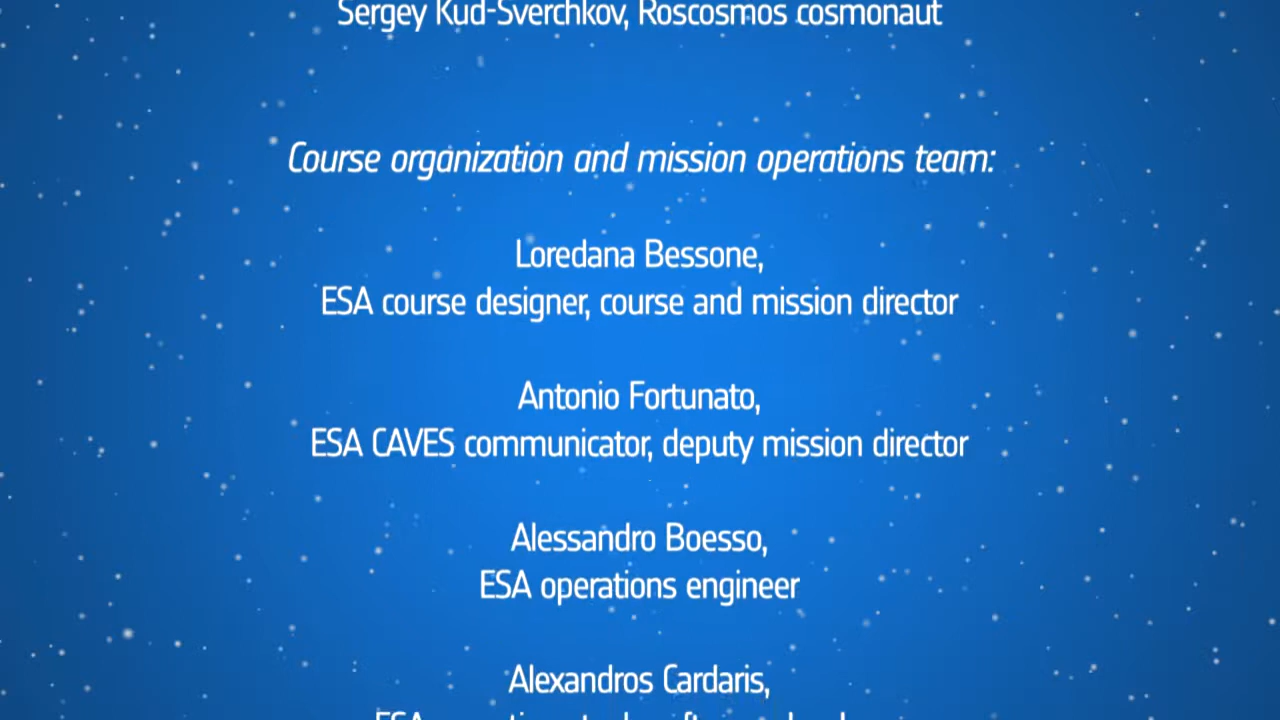 Sergey Kud-Sverchkov, Roscosmos cosmonaut
Course organization and mission operations team:
Loredana Bessone,
ESA course designer, course and mission director
Antonio Fortunato,
ESA CAVES communicator, deputy mission director
Alessandro Boesso,
ESA operations engineer
Alexandros Cardaris,
ESA